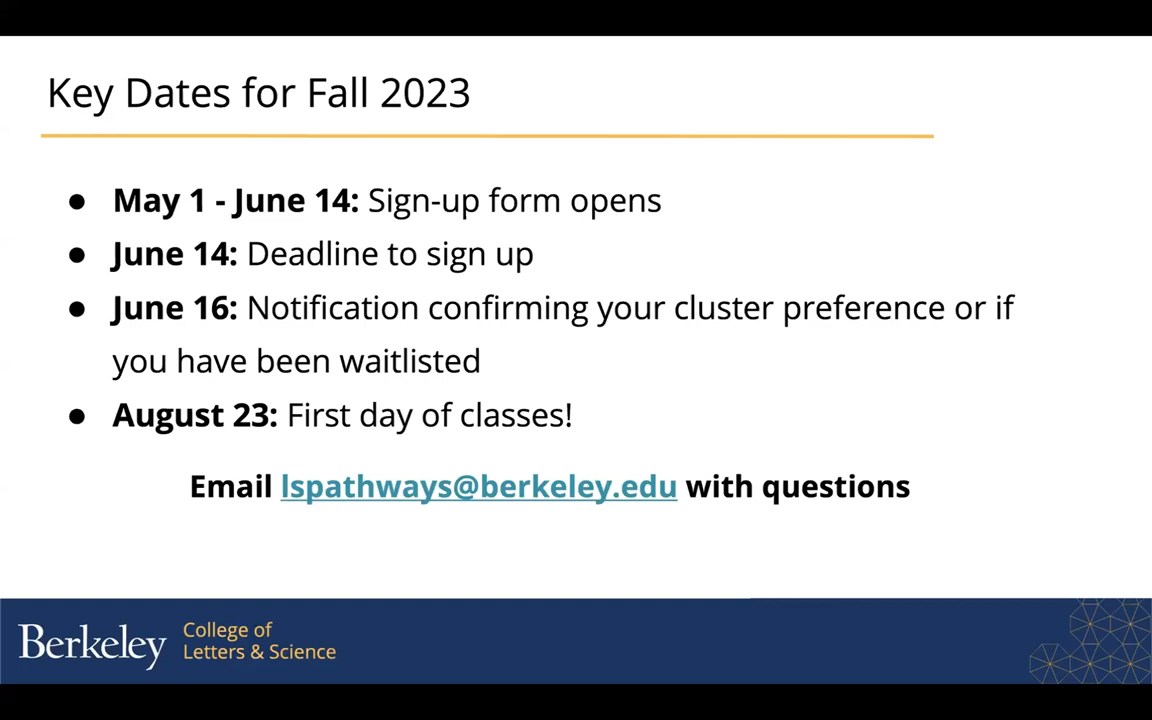 Key Dates for Fall 2023
● May 1 - June 14: Sign-up form opens
● June 14: Deadline to sign up
● June 16: Notification confirming your cluster preference or if
you have been waitlisted
● August 23: First day of classes!
Email lspathways@berkeley.edu with questions
Berkeley
College of
Letters & Science